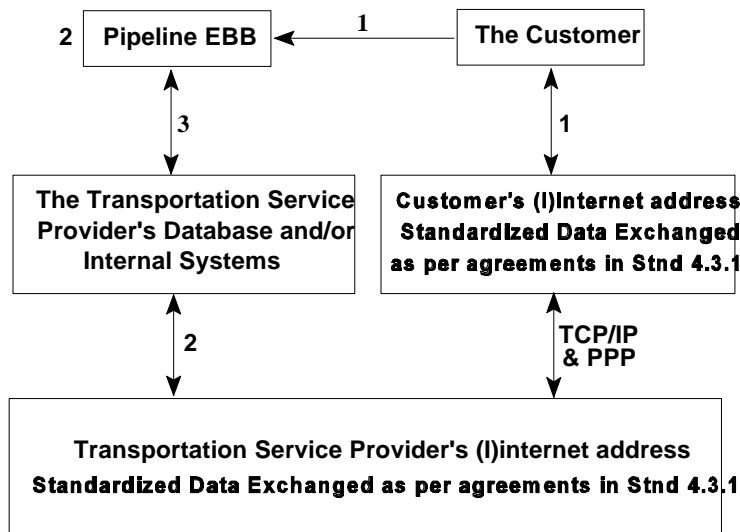 2 Pipeline EBB
1
The Customer
3
1
The Transportation Service
Provider's Database and/or
Internal Systems
Customer's (I)Internet address
Standardized Data Exchanged
as per agreements in Stnd 4.3.1
2
TCP/IP
& PPP
Transportation Service Provider's (I)internet address
Standardized Data Exchanged as per agreements in Stnd 4.3.1